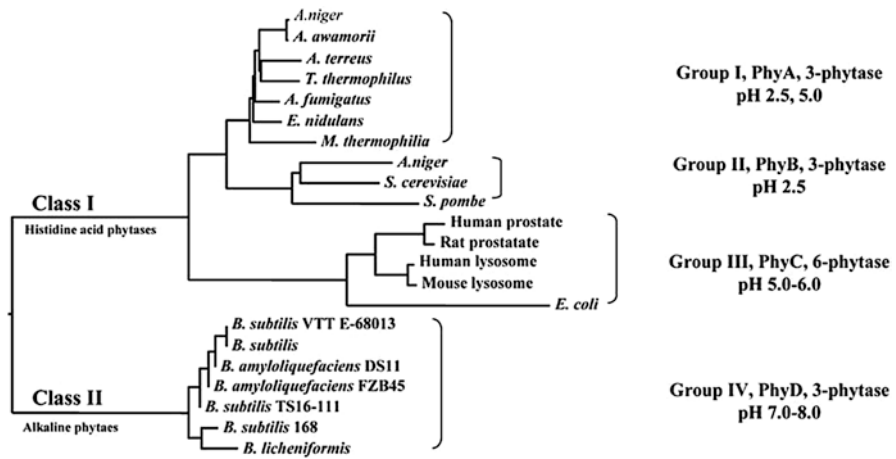 A.niger
A. awamorii
A. terreus
T. thermophilus
A. fumigatus
E. nidulans
M. thermophilia
Group I, PhyA, 3-phytase
pH 2.5, 5.0
A.niger
S. cerevisiae
S. pombe
Group II, PhyB, 3-phytase
pH 2.5
Class I
Histidine acid phytases
Human prostate
Rat prostatate
Human lysosome
Mouse lysosome
E. coli
Group III, PhyC, 6-phytase
pH 5.0-6.0
B. subtilis VTT E-68013
B. subtilis
B. amyloliquefaciens DS11
B. amyloliquefaciens FZB45
B. subtilis TS16-111
B. subtilis 168
B. licheniformis
Class II
Alkaline phytaes
Group IV, PhyD, 3-phytase
pH 7.0-8.0